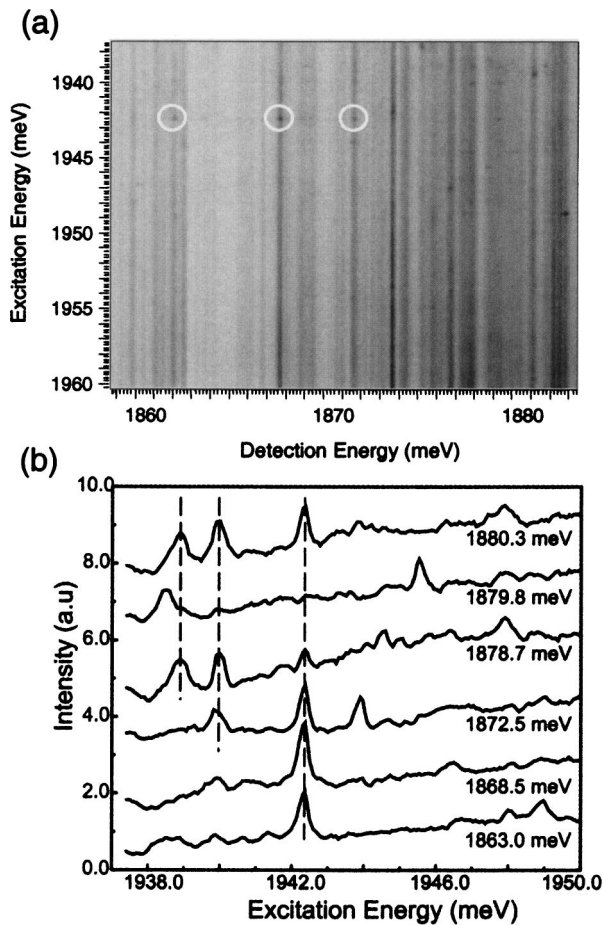 (a)
Excitation Energy (meV)
1940
1945
1950
1955
1960
1860
1870
1880
Detection Energy (meV)
(b)
Intensity (a.u)
10.0
8.0
6.0
4.0
2.0
0.0
1880.3 meV
1879.8 meV
1878.7 meV
1872.5 meV
1868.5 meV
1863.0 meV
1938.0
1942.0
1946.0
1950.0
Excitation Energy (meV)